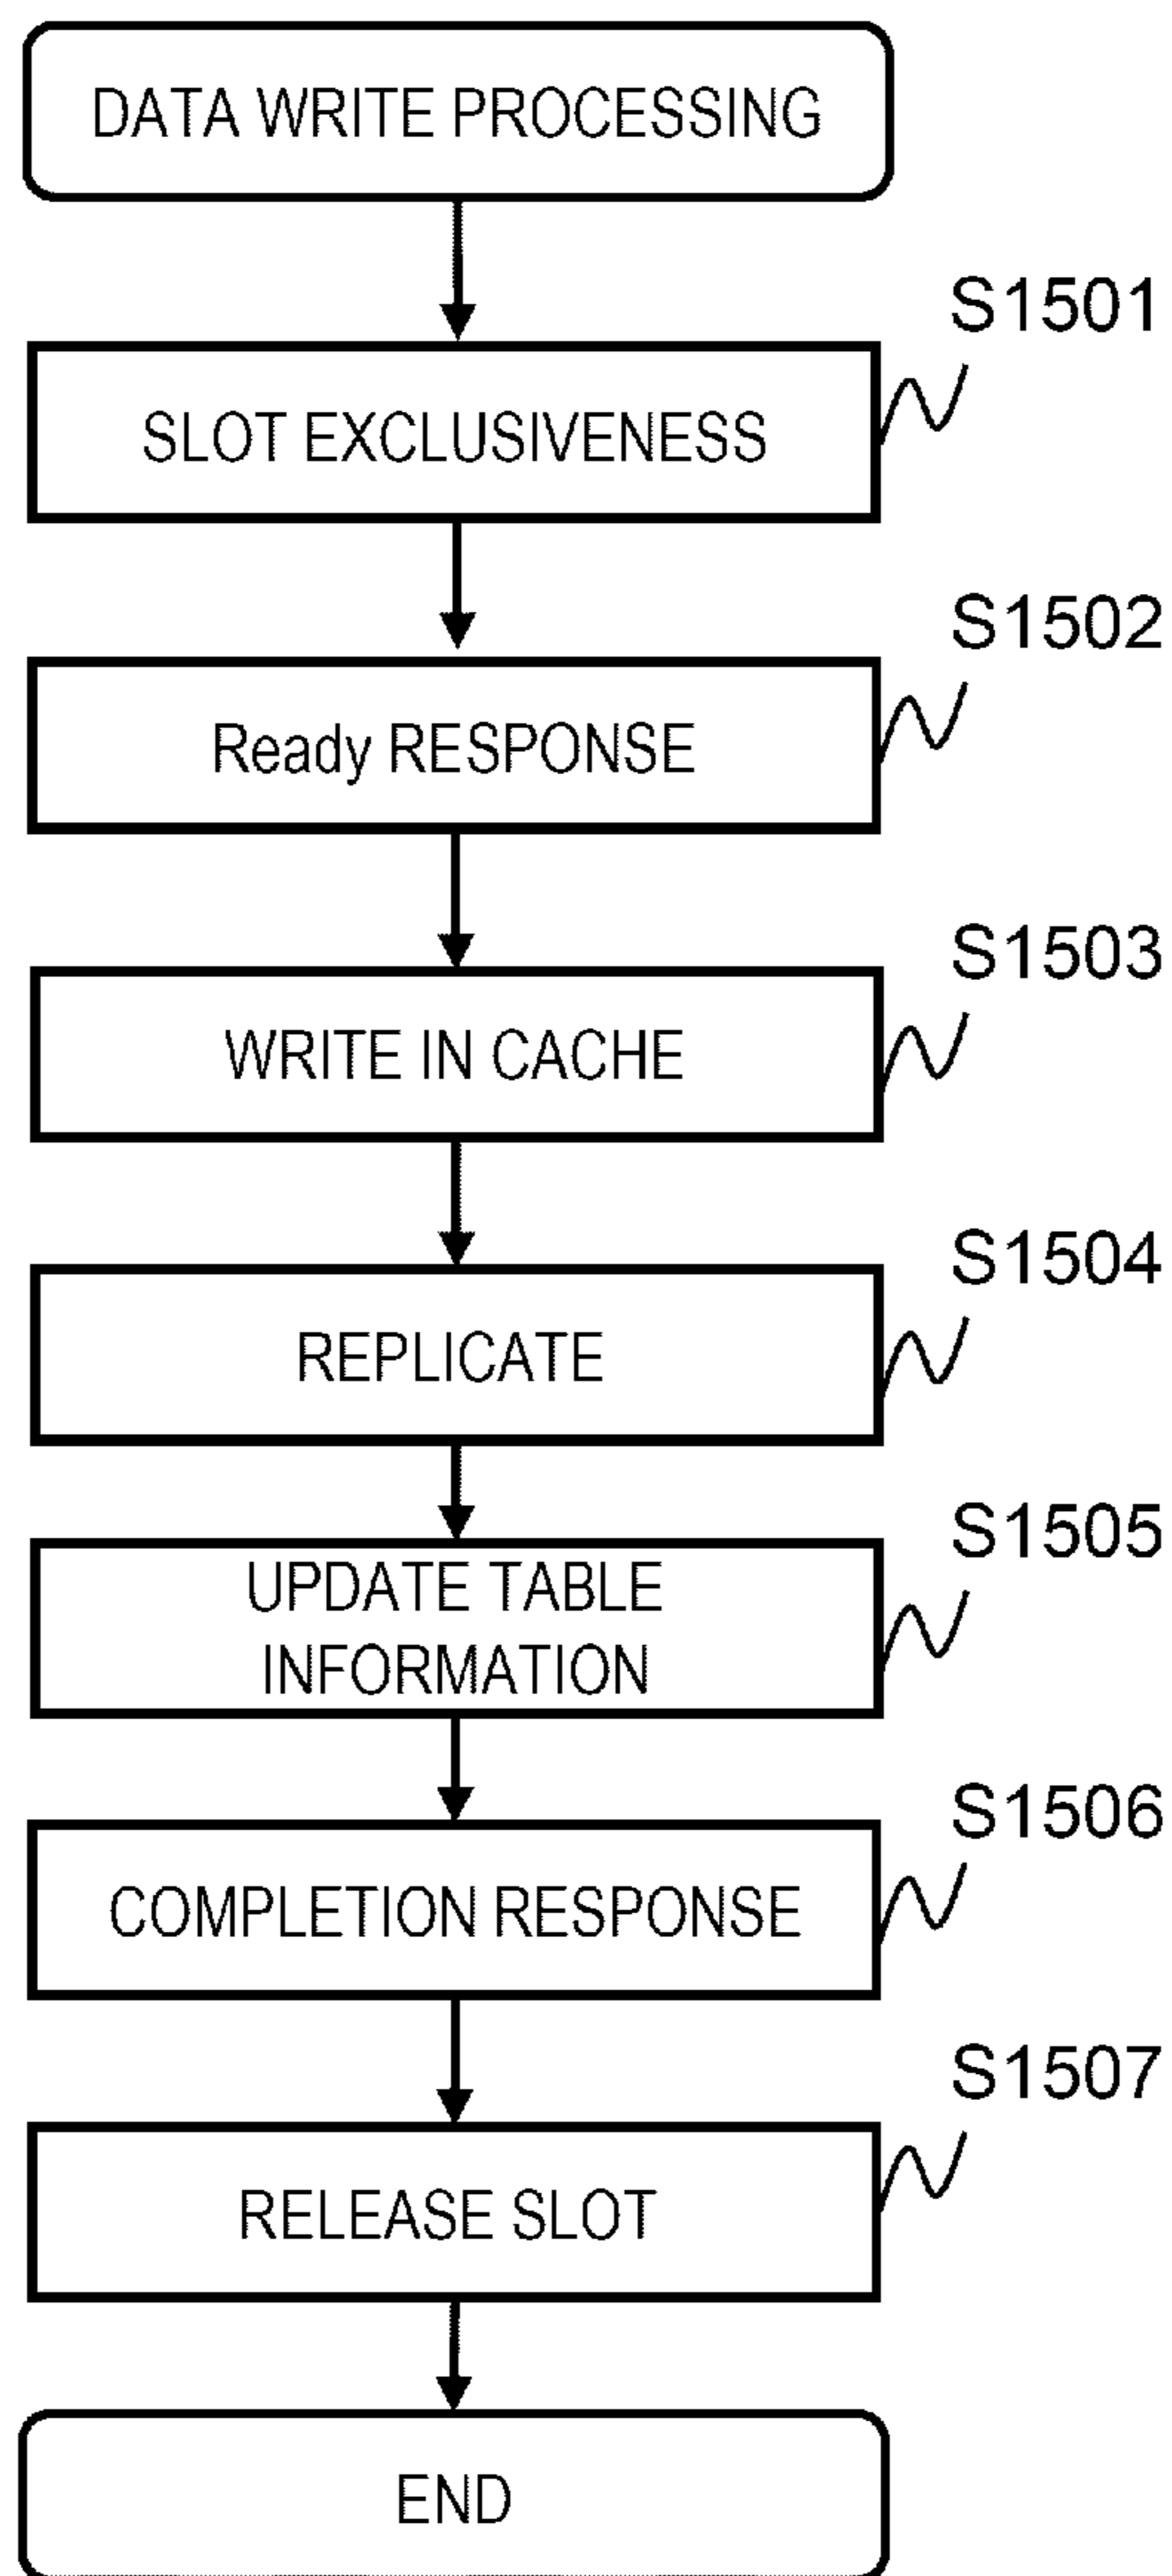 DATA WRITE PROCESSING
S1501
SLOT EXCLUSIVENESS
S1502
Ready RESPONSE
S1503
WRITE IN CACHE
S1504
REPLICATE
S1505
UPDATE TABLE
INFORMATION
S1506
COMPLETION RESPONSE
S1507
RELEASE SLOT
END